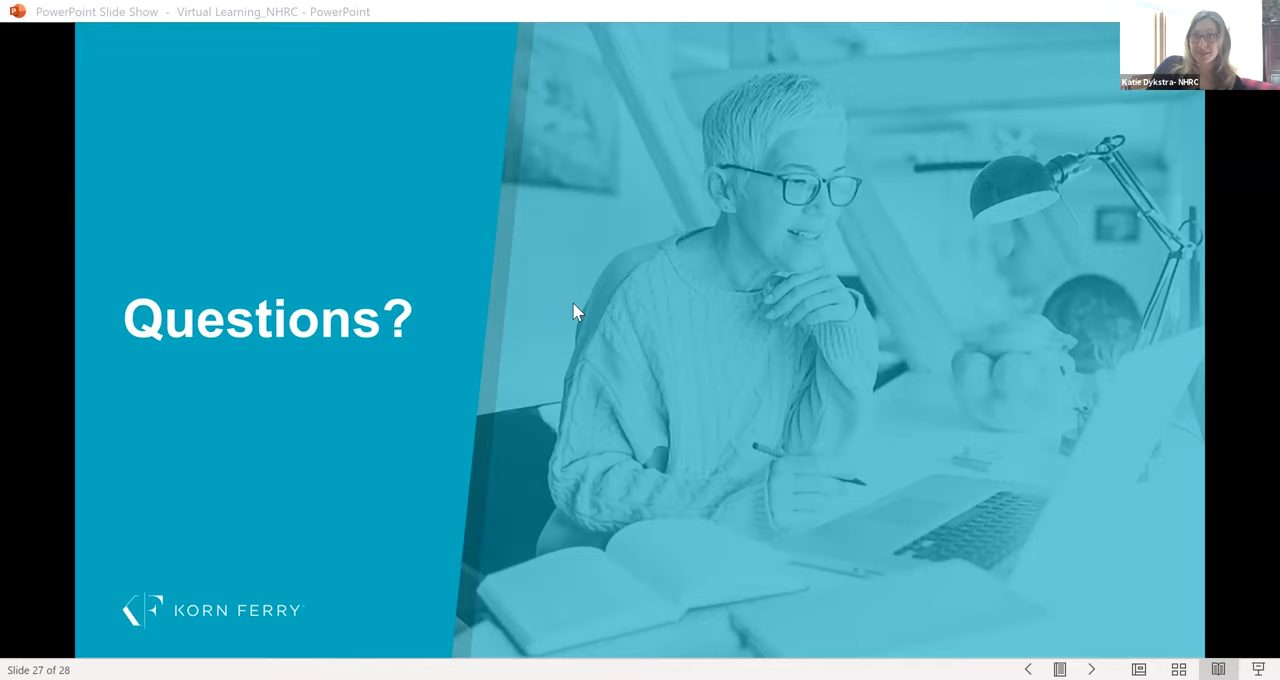 PowerPoint Slide Show - Virtual Learning_NHRC - PowerPoint
Katie Dykstra- NHRC
Questions?
KORN FERRY
Slide 27 of 28